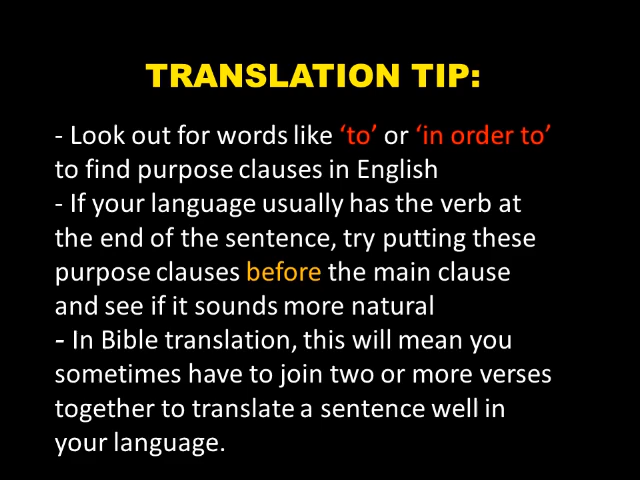 TRANSLATION TIP:
- Look out for words like ‘to’ or ‘in order to’
to find purpose clauses in English
- If your language usually has the verb at
the end of the sentence, try putting these
purpose clauses before the main clause
and see if it sounds more natural
- In Bible translation, this will mean you
sometimes have to join two or more verses
together to translate a sentence well in
your language.